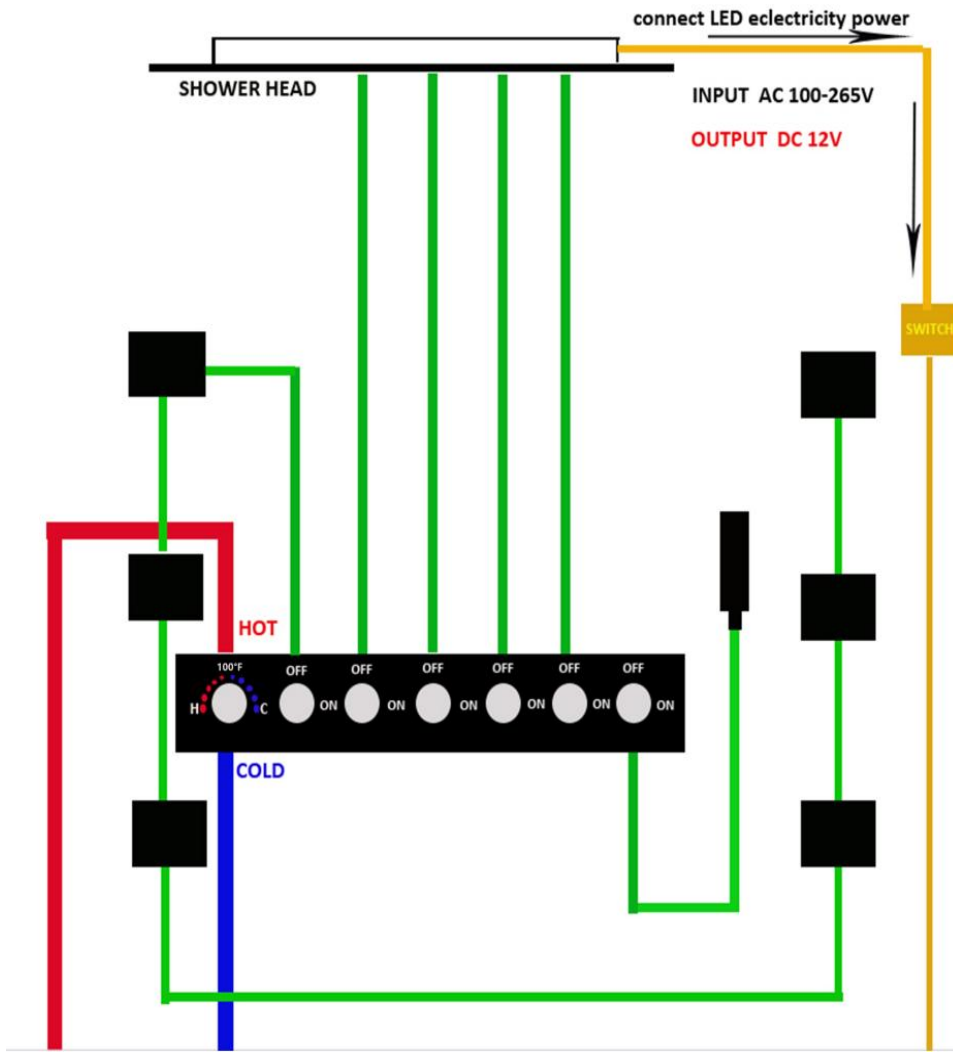 connect LED eclectricity power
SHOWER HEAD
INPUT AC 100-265V
OUTPUT DC 12V
SWITCH
HOT
100°F
H
C
OFF
ON
OFF
ON
OFF
ON
OFF
ON
OFF
ON
OFF
ON
COLD